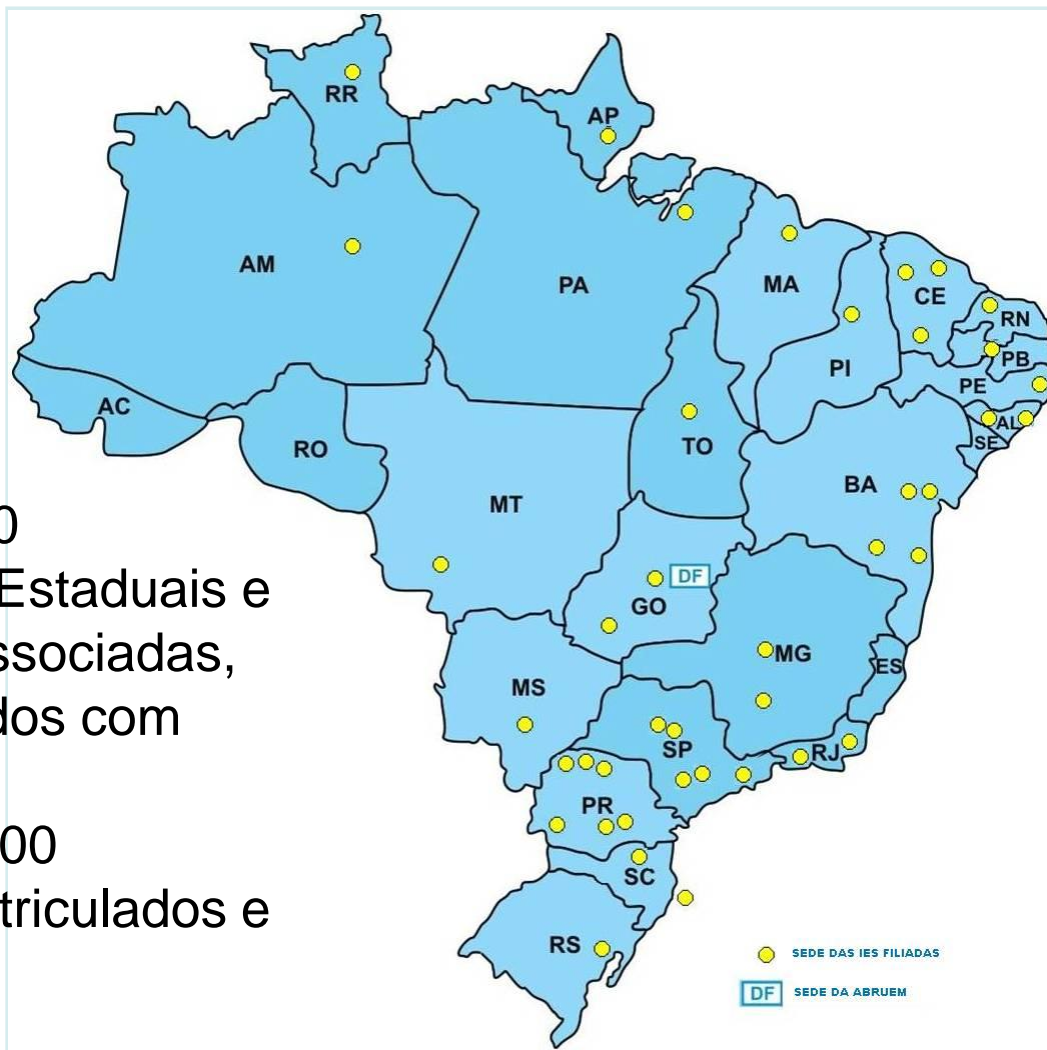 RR
AP
AM
PA
MA
CE
RN
PB
PI
PE
AC
AL
SE
RO
TO
BA
MT
0
Estaduais e
DF
GO
ssociadas,
MG
ES
MS
dos com
SP
RJ
PR
00
SC
triculados e
RS
SEDE DAS IES FILIADAS
DF SEDE DA ABRUEM